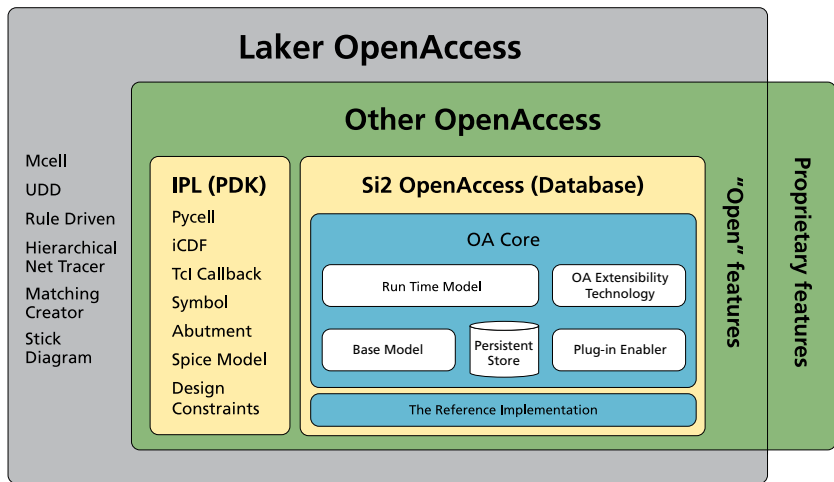 Laker OpenAccess
Other OpenAccess
Mcell
UDD
Rule Driven
Hierarchical
Net Tracer
Matching
Creator
Stick
Diagram
IPL (PDK)
Pycell
iCDF
Tcl Callback
Symbol
Abutment
Spice Model
Design
Constraints
Si2 OpenAccess (Database)
OA Core
Run Time Model
OA Extensibility
Technology
Base Model
Persistent
Store
Plug-in Enabler
The Reference Implementation
"Open" features
Proprietary features